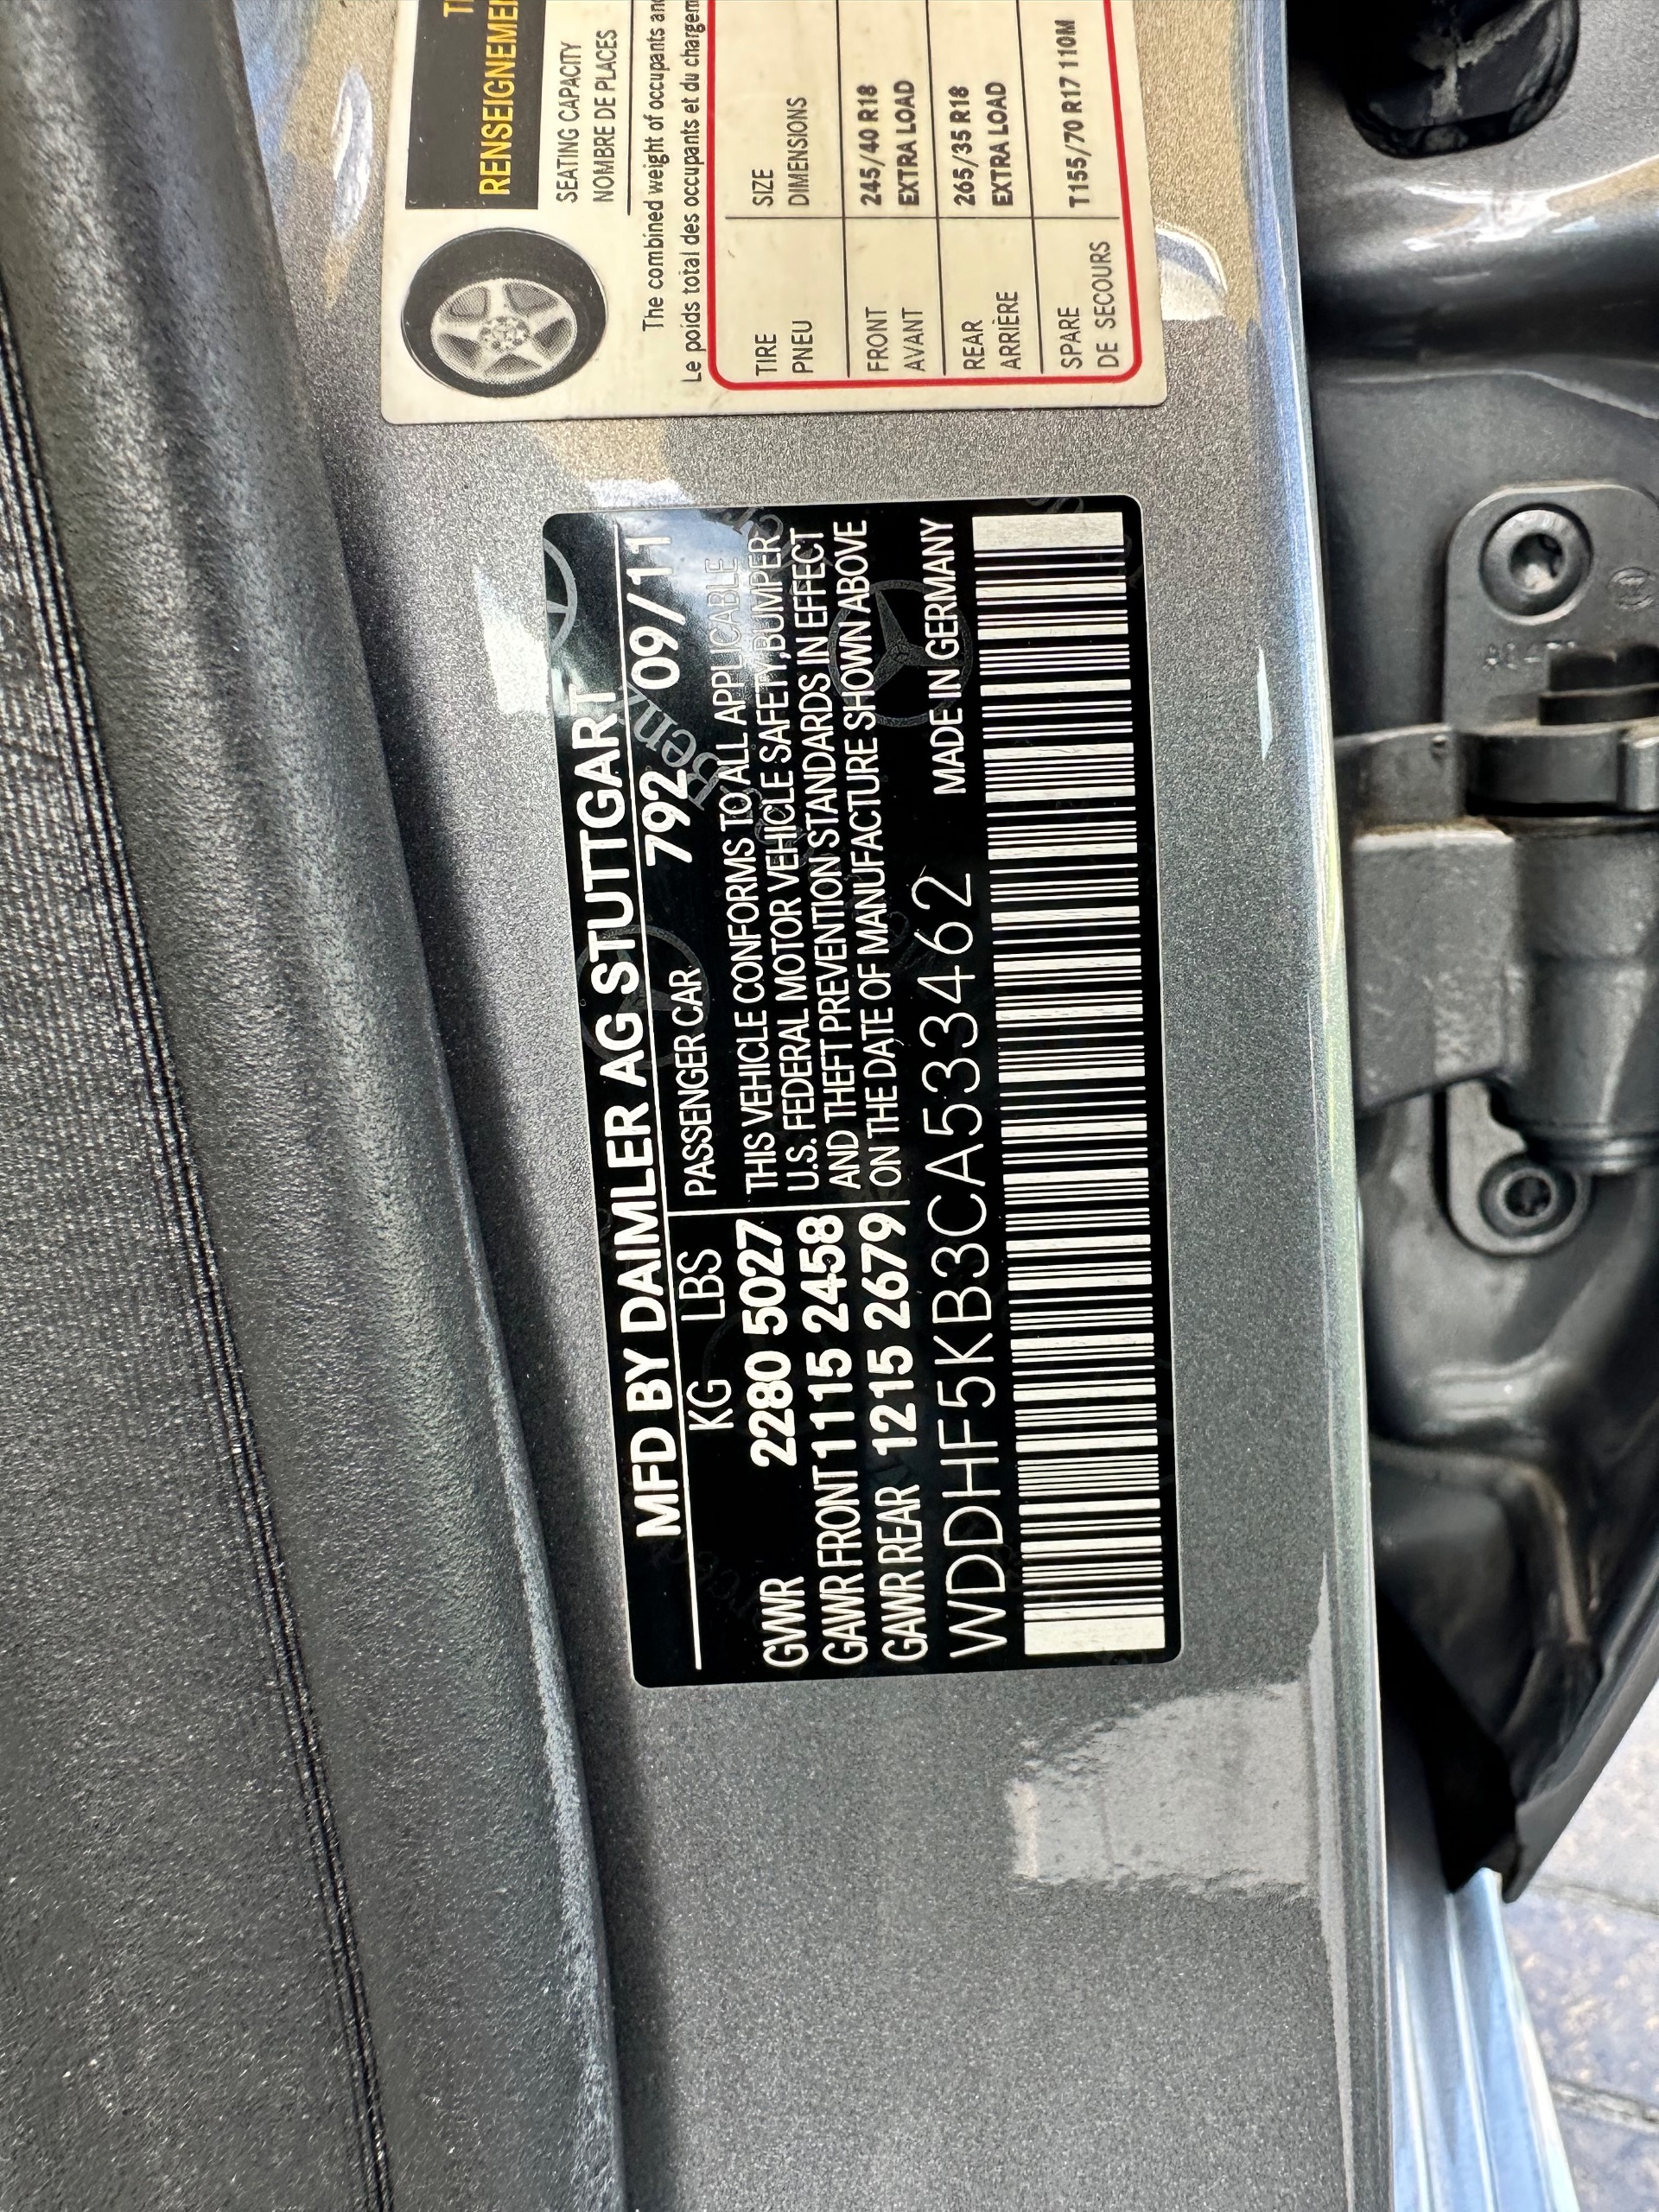 RENSEIGNEMEN
SEATING CAPACITY
NOMBRE DE PLACES
The combined weight of occupants and
Le poids total des occupants et du chargem
TIRE SIZE
PNEU DIMENSIONS
FRONT 245/40 R18
AVANT EXTRA LOAD
REAR 265/35 R18
ARRIÈRE EXTRA LOAD
SPARE T155/70 R17 110M
DE SECOURS
MFD BY DAIMLER AG STUTTGART
KG LBS PASSENGER CAR 792 09/11
GVWR 2280 5027 THIS VEHICLE CONFORMS TO ALL APPLICABLE
U.S. FEDERAL MOTOR VEHICLE SAFETY,BUMPER
GAWR FRONT 1115 2458 AND THEFT PREVENTION STANDARDS IN EFFECT
GAWR REAR 1215 2679 ON THE DATE OF MANUFACTURE SHOWN ABOVE
WDDHF5KB3CA533462 MADE IN GERMANY